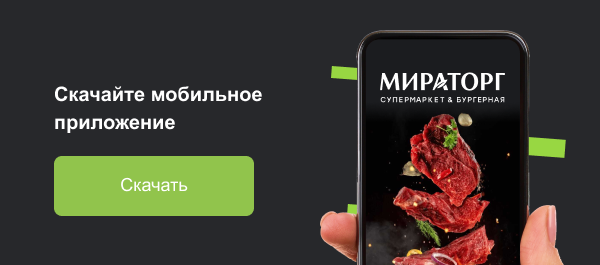 Скачайте мобильное
приложение
Скачать
МИРАТОРГ
СУПЕРМАРКЕТ & БУРГЕРНАЯ